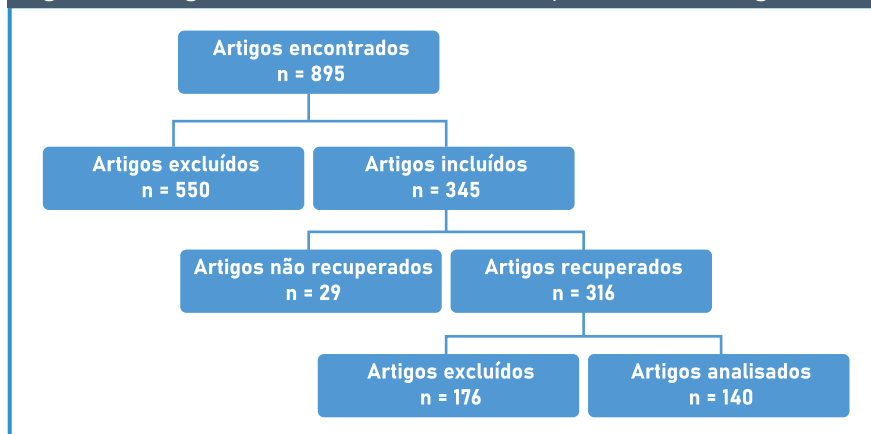 Artigos encontrados
n = 895
Artigos excluídos
n = 550
Artigos incluídos
n = 345
Artigos não recuperados
n = 29
Artigos recuperados
n = 316
Artigos excluídos
n = 176
Artigos analisados
n = 140